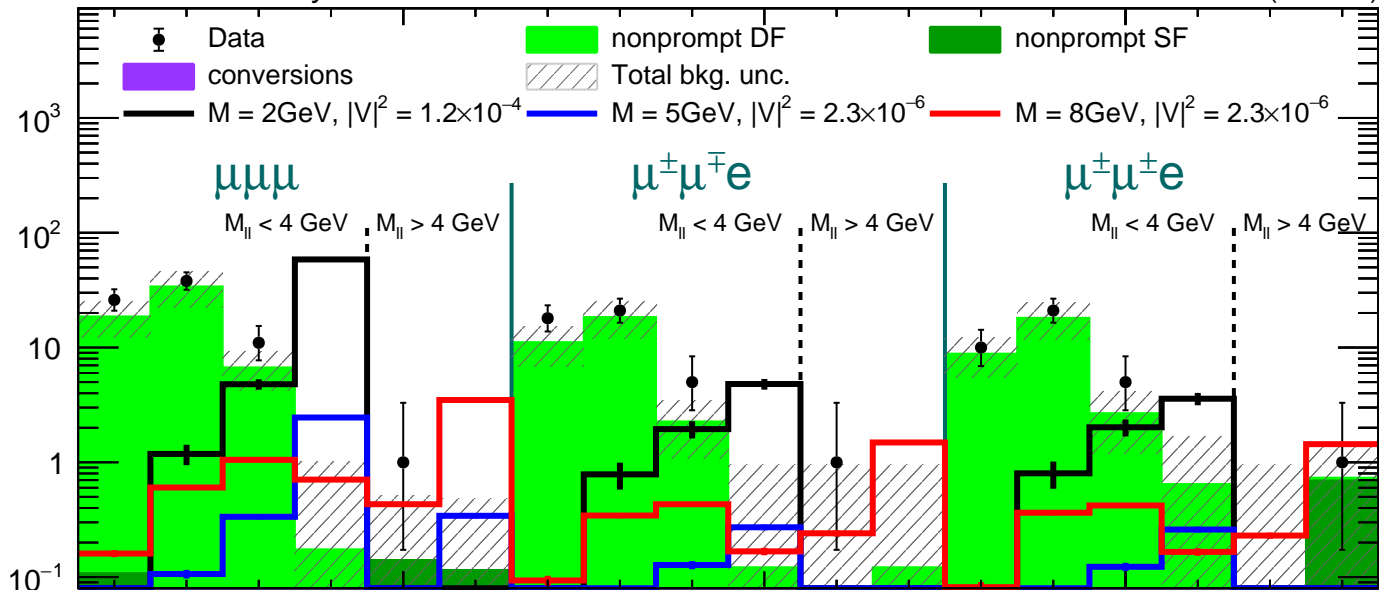 Data nonprompt DF nonprompt SF
conversions Total bkg. unc.
M = 2GeV, |V|² = 1.2×10⁻⁴ M = 5GeV, |V|² = 2.3×10⁻⁶ M = 8GeV, |V|² = 2.3×10⁻⁶
10³
μμμ μ±μ∓e μ±μ±e
M_ll < 4 GeV M_ll > 4 GeV M_ll < 4 GeV M_ll > 4 GeV M_ll < 4 GeV M_ll > 4 GeV
10²
10
1
10⁻¹